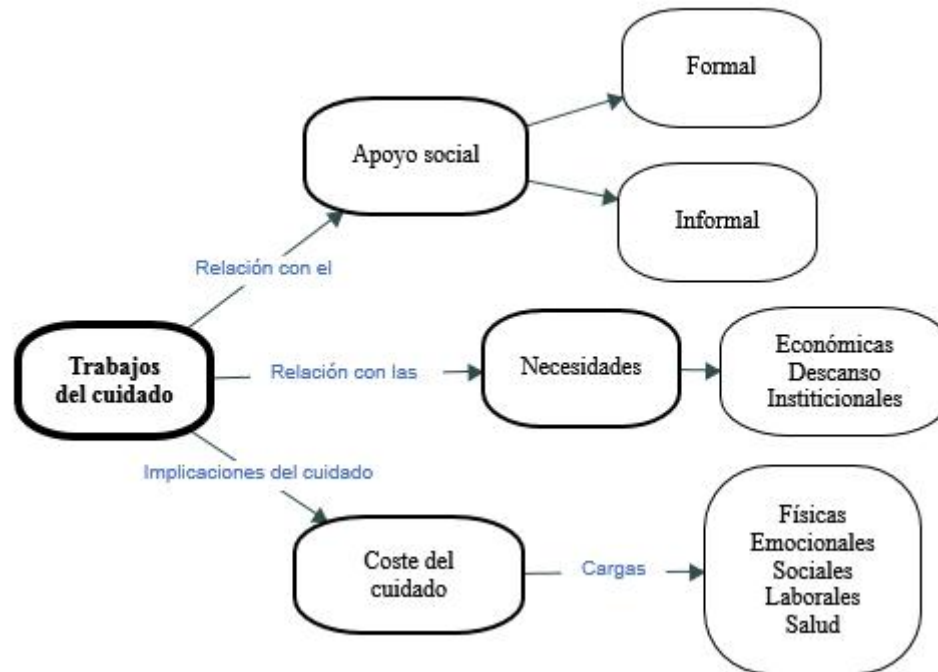 Formal
Apoyo social
Informal
Relación con el
Trabajos
del cuidado
Relación con las
Necesidades
Económicas
Descanso
Institicionales
Implicaciones del cuidado
Coste del
cuidado
Cargas
Físicas
Emocionales
Sociales
Laborales
Salud